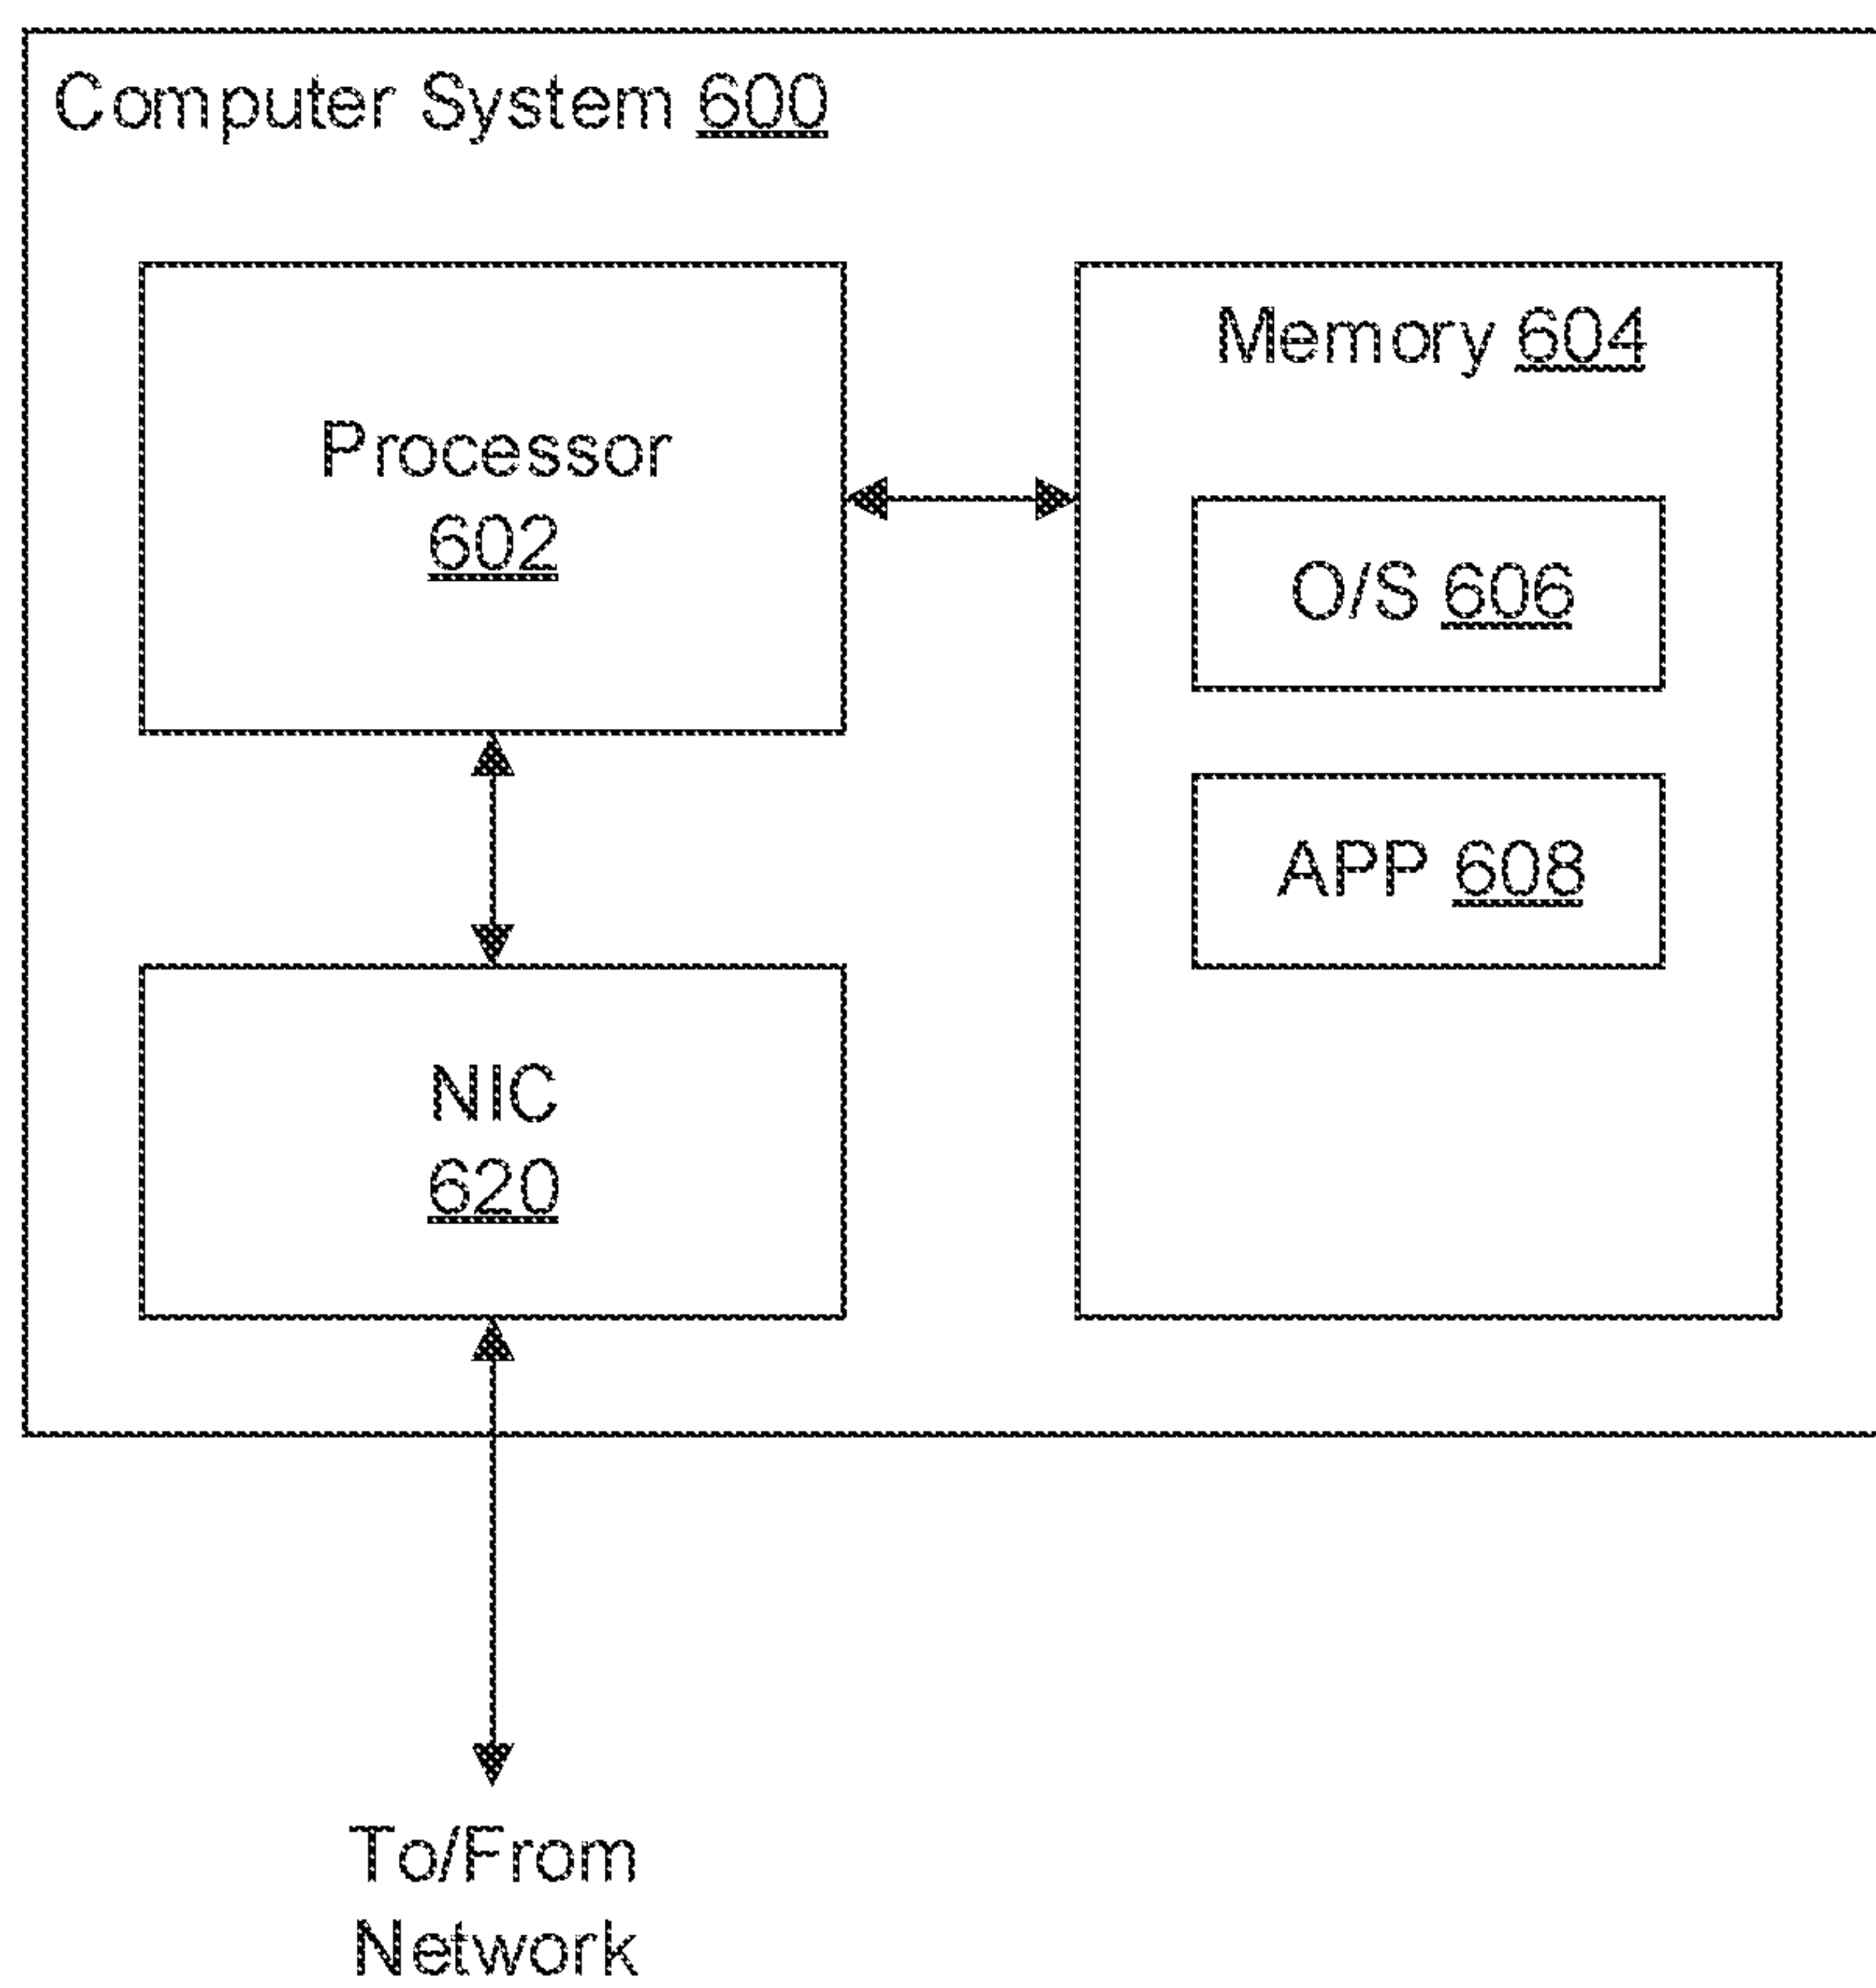 Computer System 600
Processor
602
Memory 604
O/S 606
APP 608
NIC
620
To/From
Network